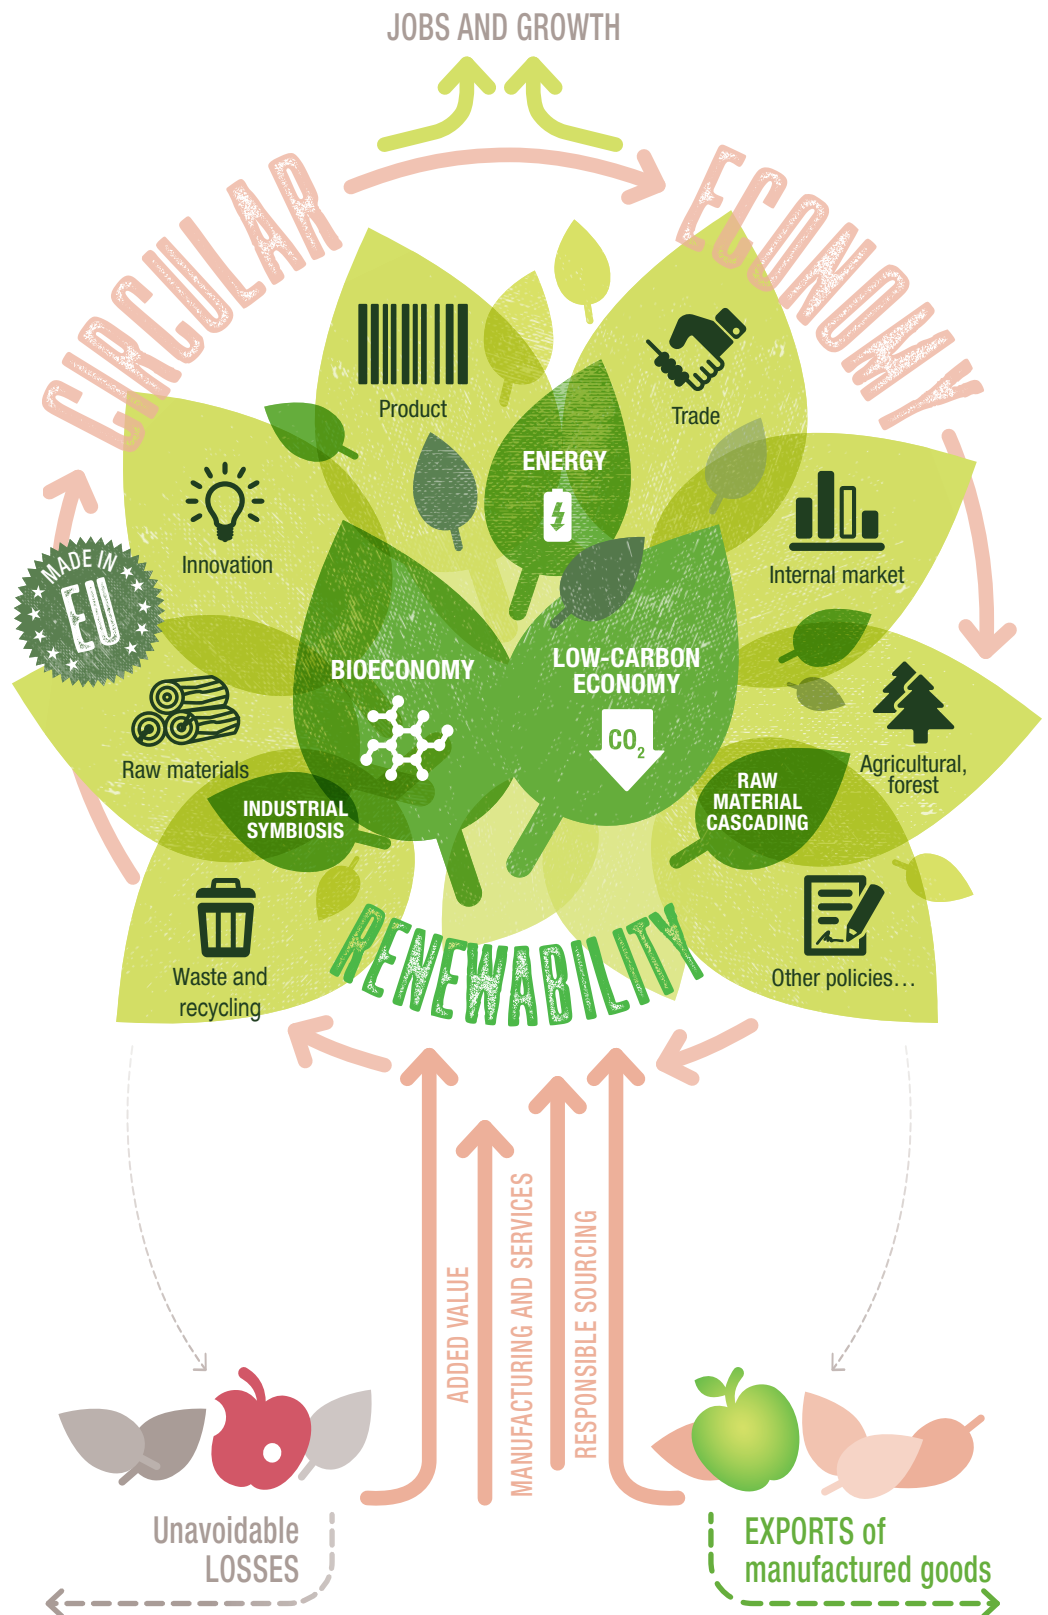 JOBS AND GROWTH
CIRCULAR
ECONOMY
Product
Trade
ENERGY
Innovation
Internal market
MADE IN
EU
BIOECONOMY
LOW-CARBON
ECONOMY
CO2
Raw materials
Agricultural,
forest
INDUSTRIAL
SYMBIOSIS
RAW
MATERIAL
CASCADING
Waste and
recycling
Other policies…
RENEWABILITY
ADDED VALUE
MANUFACTURING AND SERVICES
RESPONSIBLE SOURCING
Unavoidable
LOSSES
EXPORTS of
manufactured goods